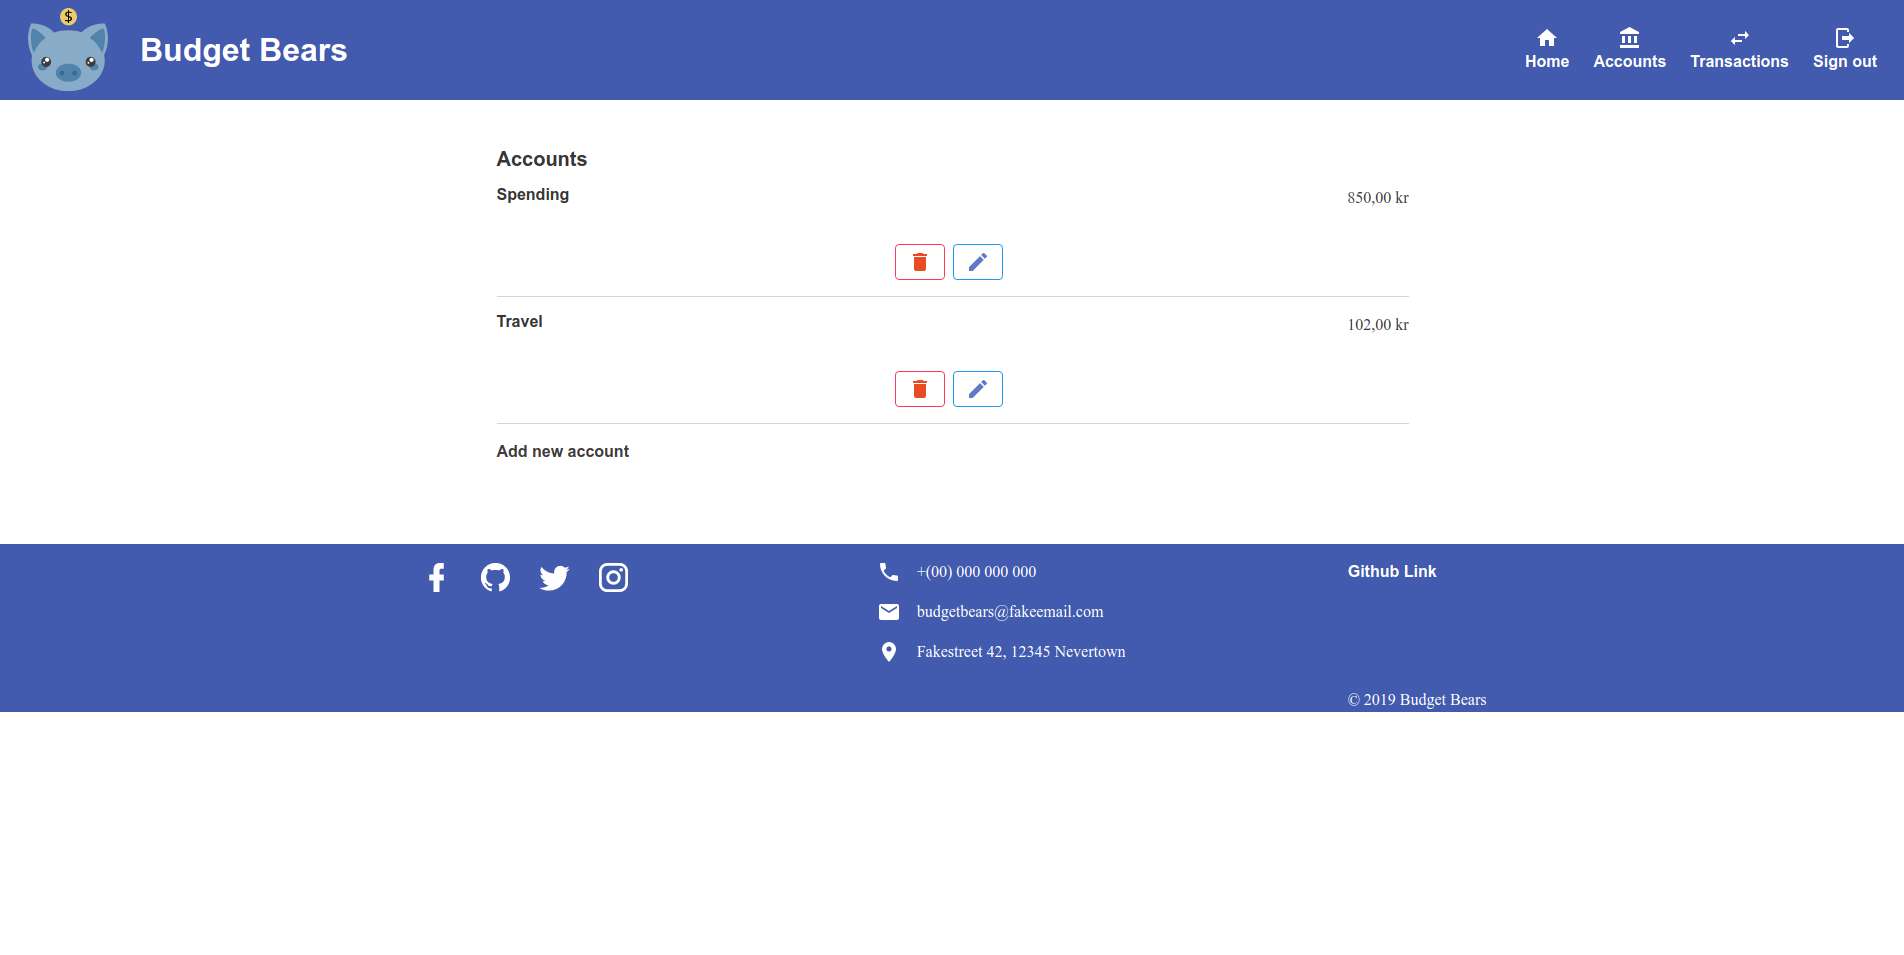 $
Budget Bears
Home
Accounts
Transactions
Sign out
Accounts
Spending
850,00 kr
Travel
102,00 kr
Add new account
+(00) 000 000 000
budgetbears@fakeemail.com
Fakestreet 42, 12345 Nevertown
Github Link
© 2019 Budget Bears